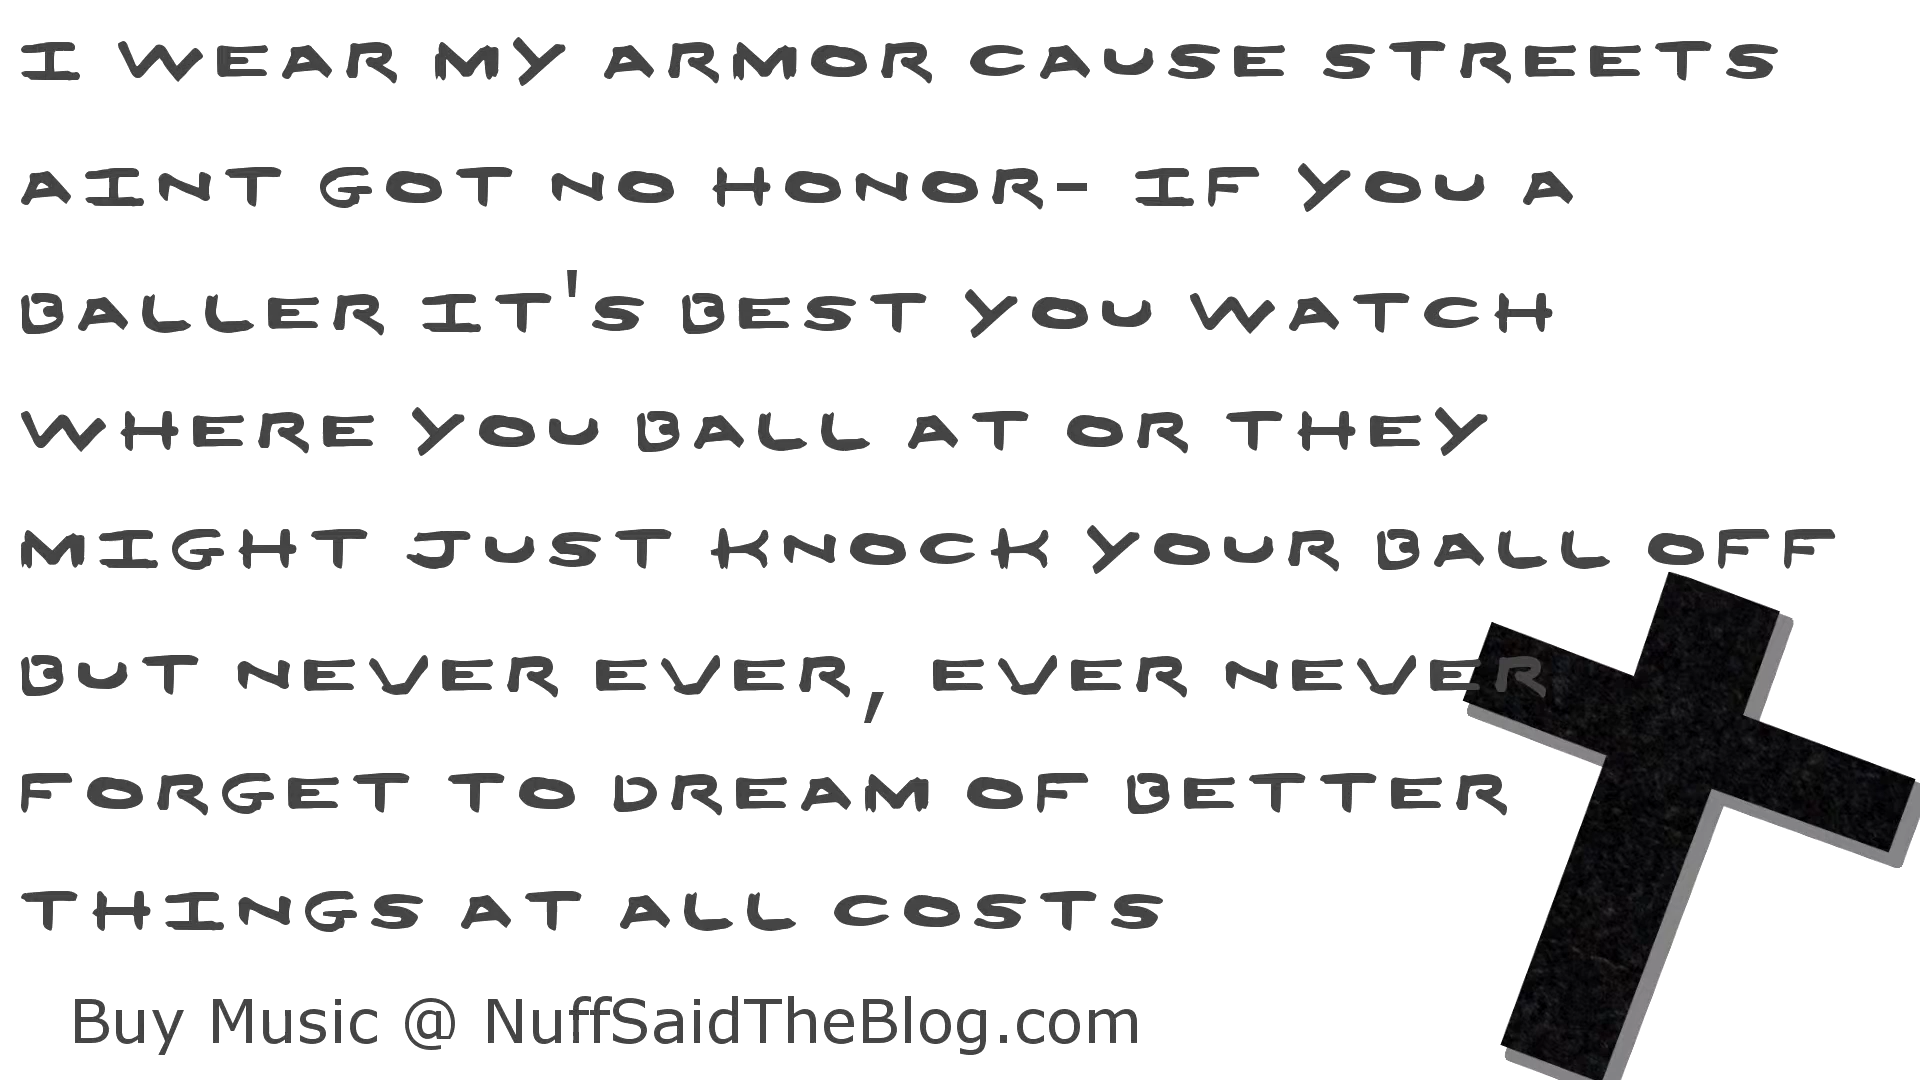 I WEAR MY ARMOR CAUSE STREETS
AINT GOT NO HONOR- IF YOU A
BALLER IT'S BEST YOU WATCH
WHERE YOU BALL AT OR THEY
MIGHT JUST KNOCK YOUR BALL OFF
BUT NEVER EVER, EVER NEVER
FORGET TO DREAM OF BETTER
THINGS AT ALL COSTS
Buy Music @ NuffSaidTheBlog.com